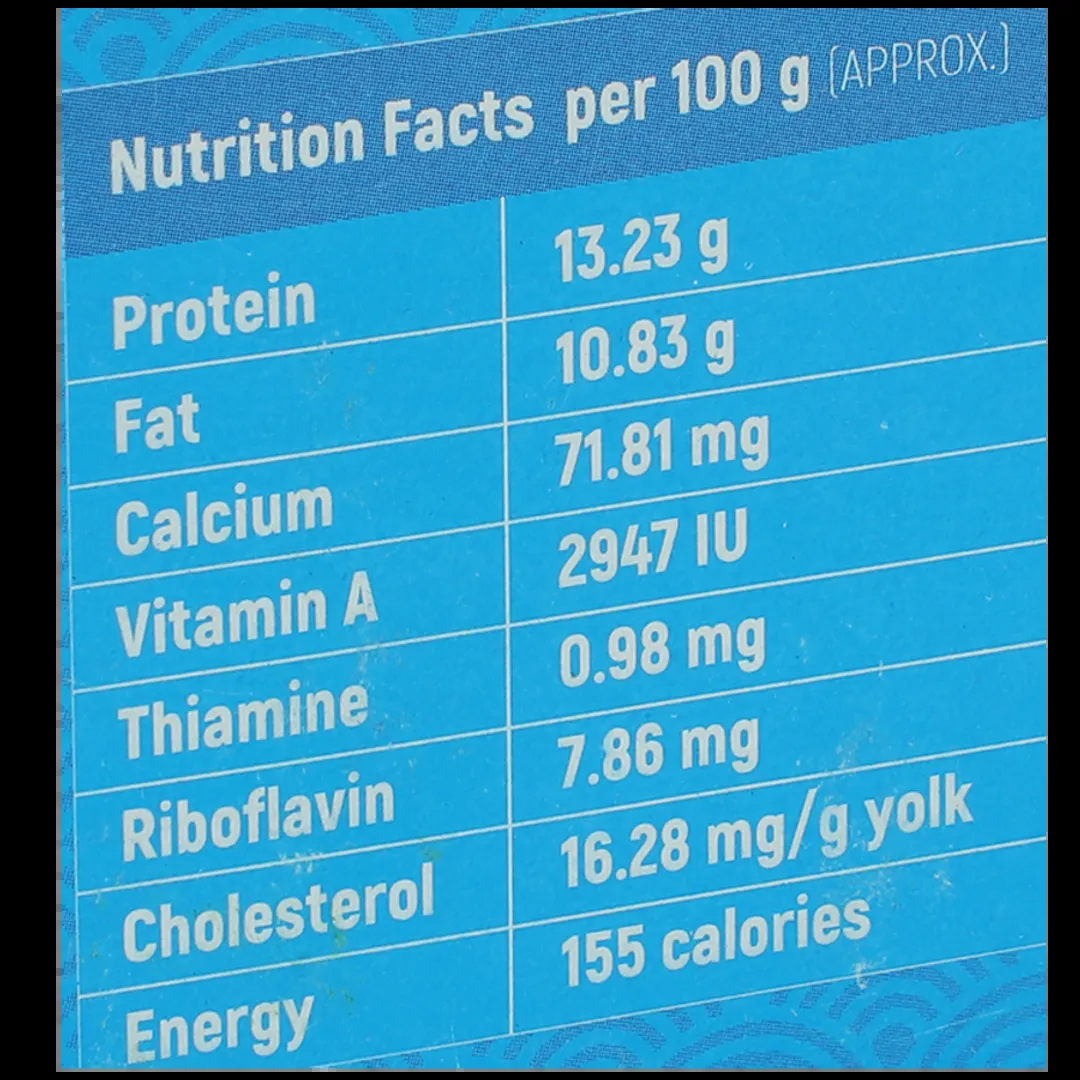 Nutrition Facts per 100 g (APPROX.)
Protein 13.23 g
Fat 10.83 g
Calcium 71.81 mg
Vitamin A 2947 IU
Thiamine 0.98 mg
Riboflavin 7.86 mg
Cholesterol 16.28 mg/g yolk
Energy 155 calories